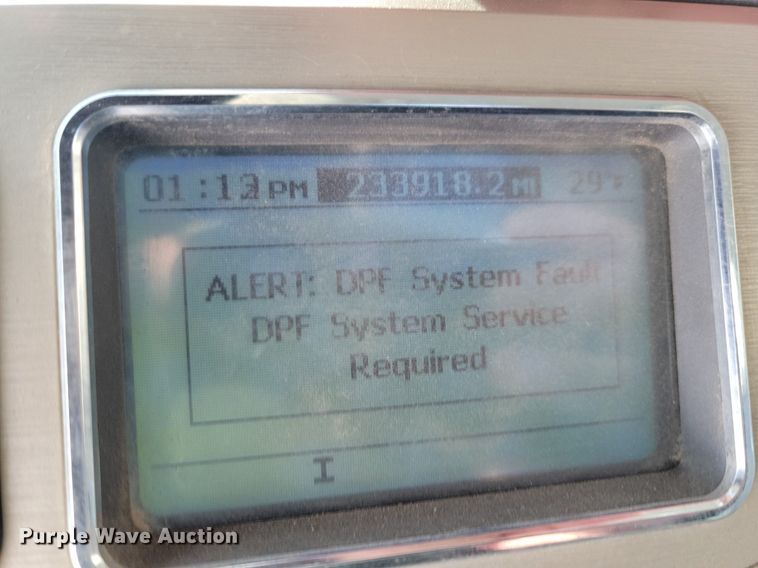 01:13 PM 233918.2 MI 29°F
ALERT: DPF System Fault
DPF System Service
Required
I
Purple Wave Auction